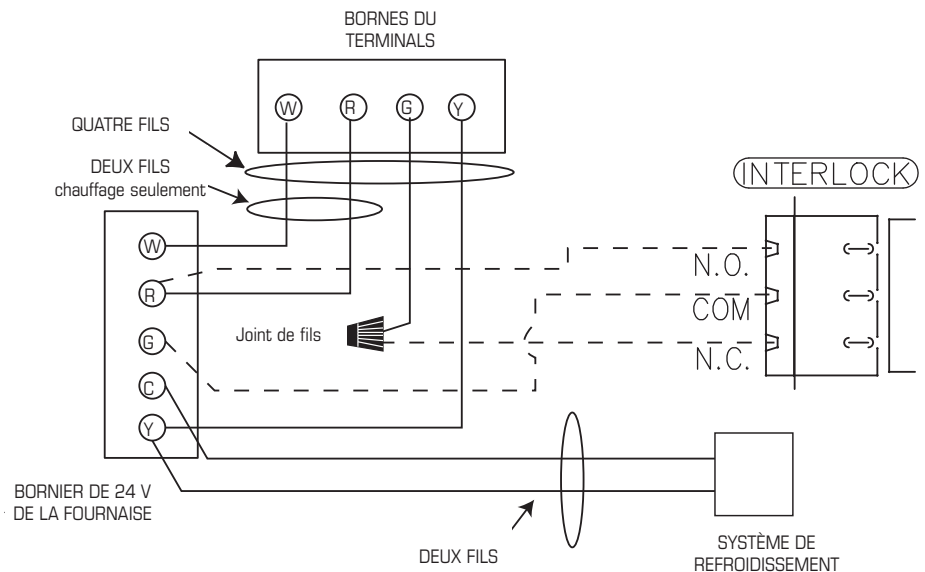 BORNES DU
TERMINALS
W R G Y
QUATRE FILS
DEUX FILS
chauffage seulement
INTERLOCK
W
R
G
C
Y
N.O.
COM
N.C.
Joint de fils
BORNIER DE 24 V
DE LA FOURNAISE
DEUX FILS
SYSTÈME DE
REFROIDISSEMENT